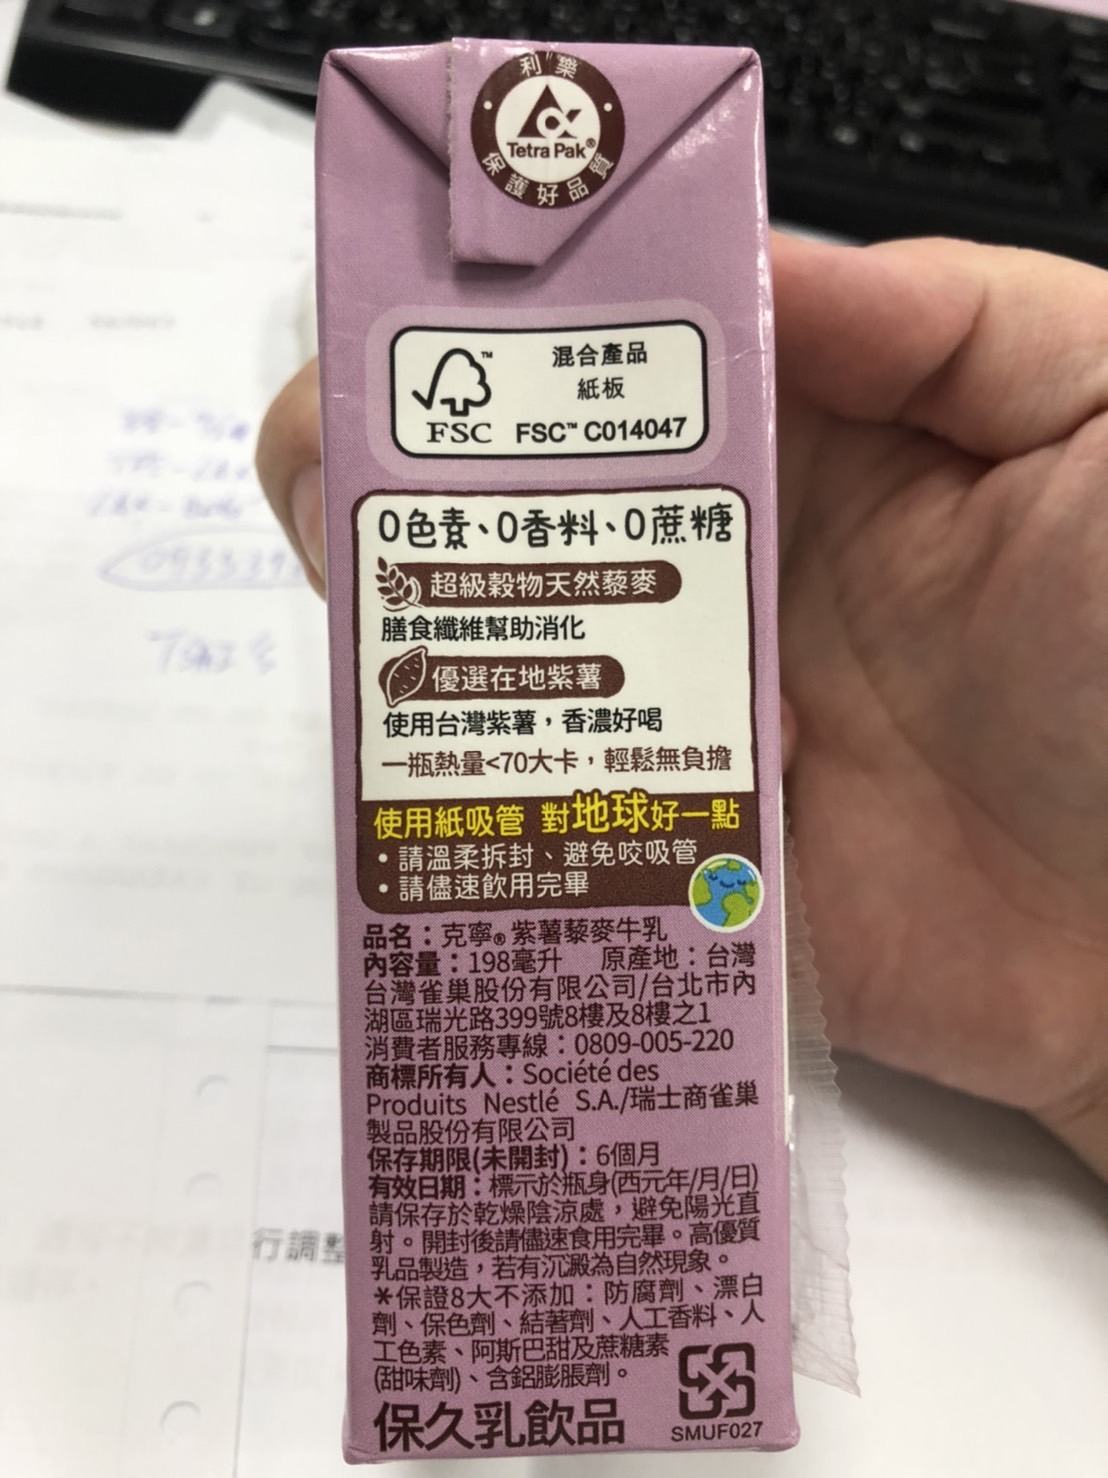 利樂
Tetra Pak®
保護好品質
混合產品
紙板
FSC™ C014047
FSC
0色素、0香料、0蔗糖
超級穀物天然藜麥
膳食纖維幫助消化
優選在地紫薯
使用台灣紫薯，香濃好喝
一瓶熱量<70大卡，輕鬆無負擔
使用紙吸管 對地球好一點
・請溫柔拆封、避免咬吸管
・請儘速飲用完畢
品名：克寧®紫薯藜麥牛乳
內容量：198毫升 原產地：台灣
台灣雀巢股份有限公司/台北市內
湖區瑞光路399號8樓及8樓之1
消費者服務專線：0809-005-220
商標所有人：Société des
Produits Nestlé S.A./瑞士商雀巢
製品股份有限公司
保存期限(未開封)：6個月
有效日期：標示於瓶身(西元年/月/日)
請保存於乾燥陰涼處，避免陽光直
射。開封後請儘速食用完畢。高優質
乳品製造，若有沉澱為自然現象。
＊保證8大不添加：防腐劑、漂白
劑、保色劑、結著劑、人工香料、人
工色素、阿斯巴甜及蔗糖素
(甜味劑)、含鋁膨脹劑。
保久乳飲品
SMUF027
行調整